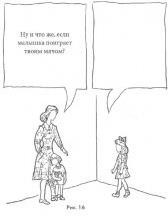 Ну и что же, если
малышка поиграет
твоим мячом?
Рис. 16